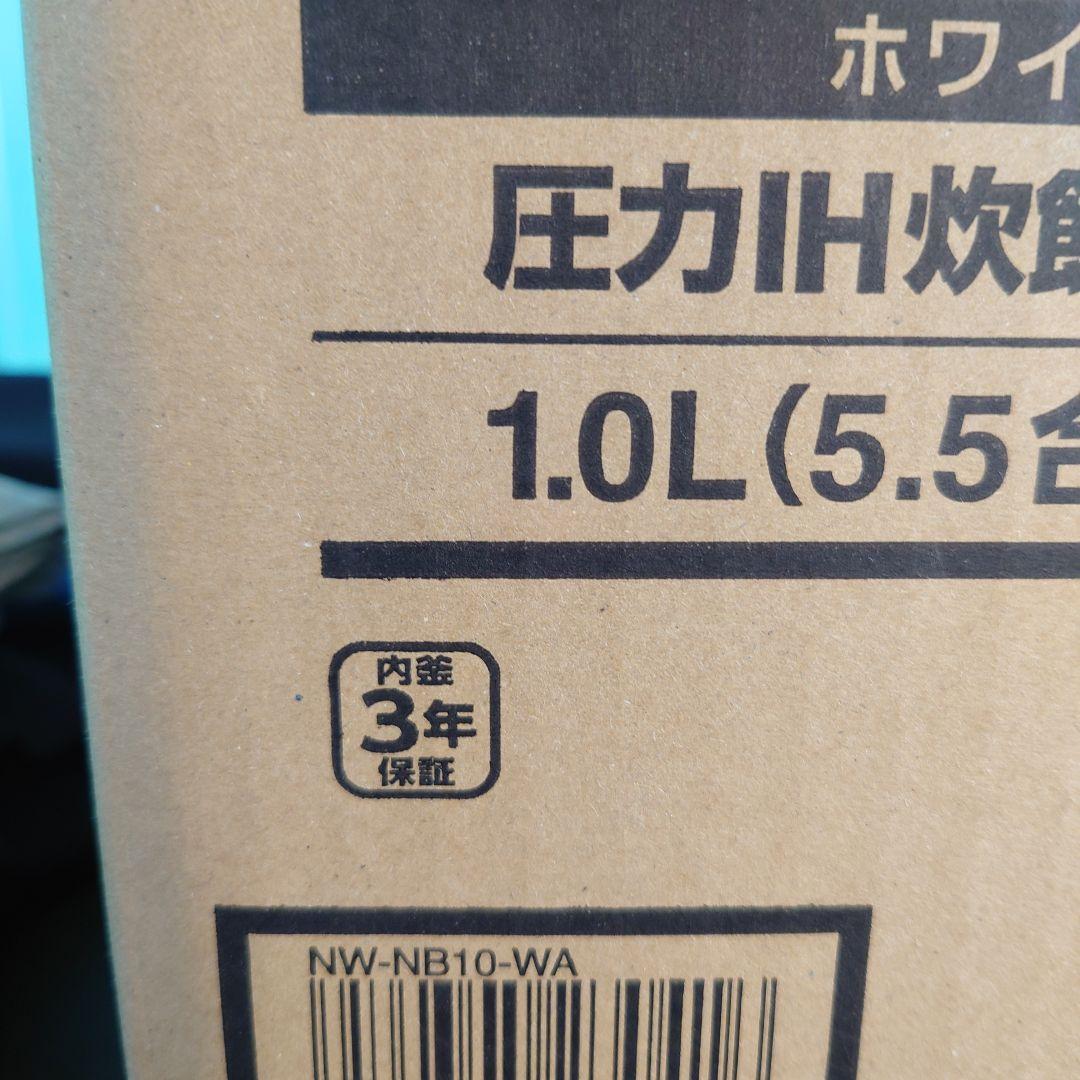 ホワイ
圧力IH炊飯
1.0L(5.5合
内釜
3年
保証
NW-NB10-WA